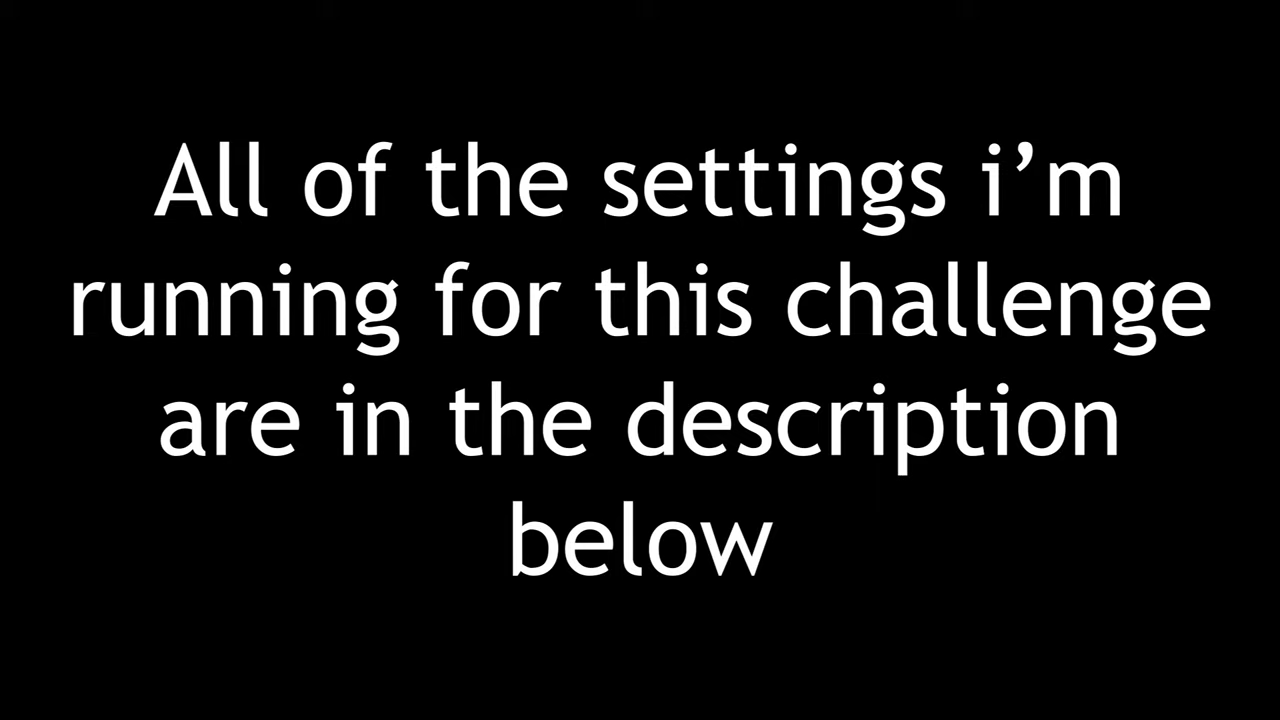 All of the settings i’m
running for this challenge
are in the description
below